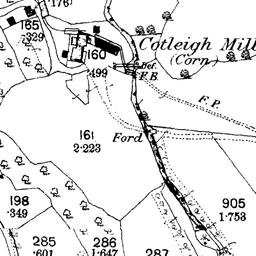 176)
165
·329
160
·499
Cotleigh Mill
(Corn)
Def.
F.B.
F.P.
161
2·223
Ford
198
·349
905
1·753
285
·601
286
1·647
287